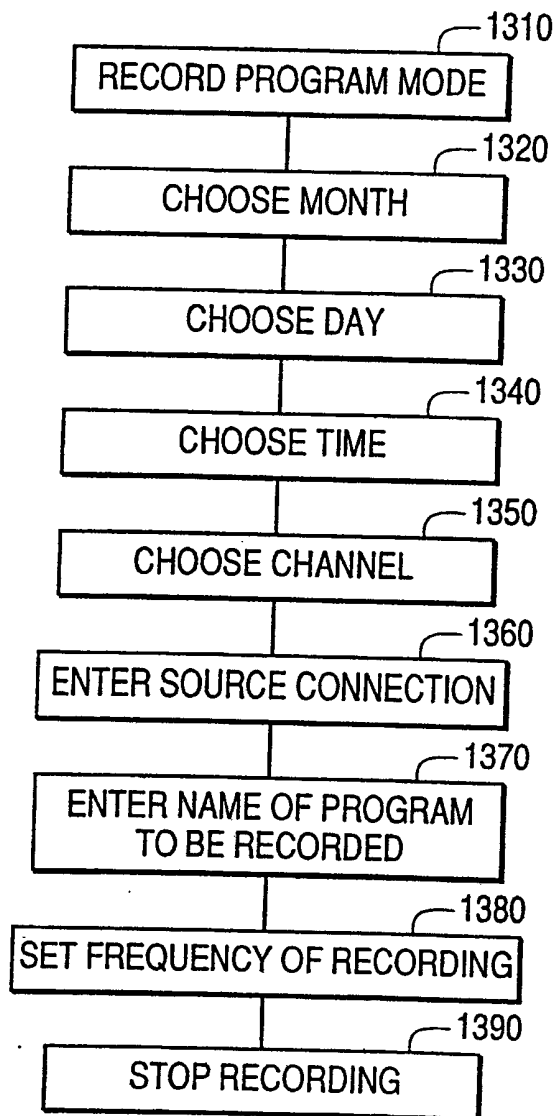 1310
RECORD PROGRAM MODE
1320
CHOOSE MONTH
1330
CHOOSE DAY
1340
CHOOSE TIME
1350
CHOOSE CHANNEL
1360
ENTER SOURCE CONNECTION
1370
ENTER NAME OF PROGRAM
TO BE RECORDED
1380
SET FREQUENCY OF RECORDING
1390
STOP RECORDING